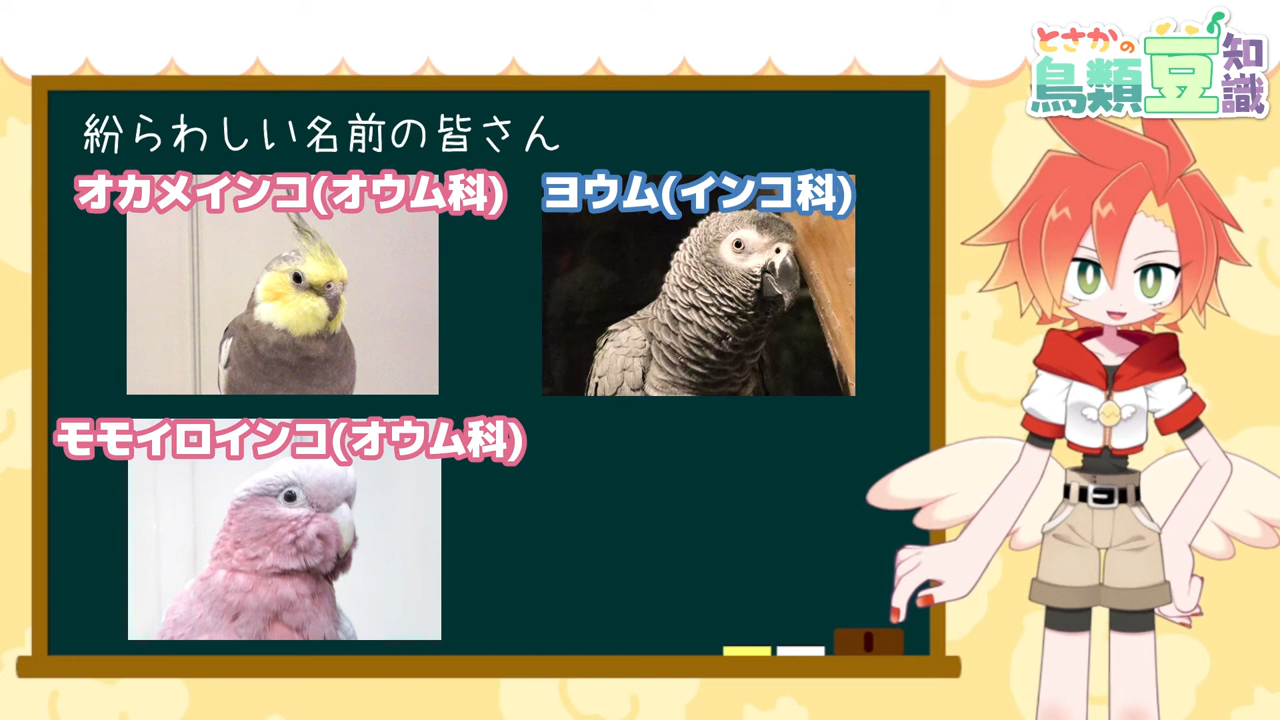 とさかの
鳥類豆知識
紛らわしい名前の皆さん
オカメインコ(オウム科)
ヨウム(インコ科)
モモイロインコ(オウム科)